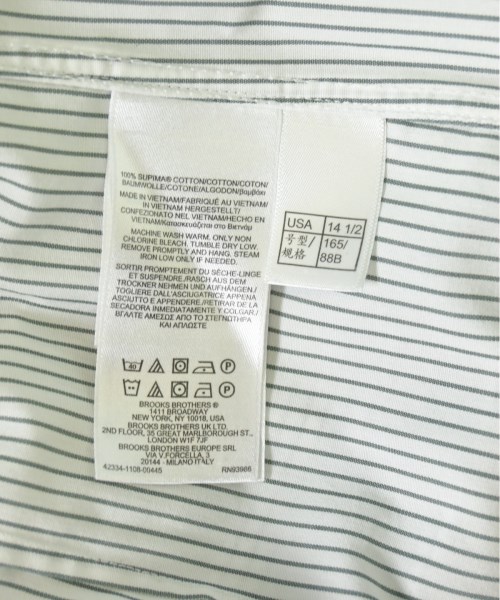 100% SUPIMA® COTTON/COTTON/COTON/
BAUMWOLLE/COTONE/ALGODON/βαμβάκι
MADE IN VIETNAM/FABRIQUÉ AU VIETNAM/
IN VIETNAM HERGESTELLT/
CONFEZIONATO NEL VIETNAM/HECHO EN
VIETNAM/Κατασκευάζεται στο Βιετνάμ
MACHINE WASH WARM. ONLY NON
CHLORINE BLEACH. TUMBLE DRY LOW.
REMOVE PROMPTLY AND HANG. STEAM
IRON LOW ONLY IF NEEDED.
SORTIR PROMPTEMENT DU SÈCHE-LINGE
ET SUSPENDRE./RASCH AUS DEM
TROCKNER NEHMEN UND AUFHÄNGEN./
TOGLIERE DALL'ASCIUGATRICE APPENA
ASCIUTTO E APPENDERE./RETIRAR DE LA
SECADORA INMEDIATAMENTE Y COLGAR./
ΒΓΑΛΤΕ ΑΜΕΣΩΣ ΑΠΟ ΤΟ ΣΤΕΓΝΩΤΗΡΑ
ΚΑΙ ΑΠΛΩΣΤΕ
40 P
P
BROOKS BROTHERS ®
1411 BROADWAY
NEW YORK, NY 10018, USA
BROOKS BROTHERS UK LTD.
2ND FLOOR, 35 GREAT MARLBOROUGH ST.,
LONDON W1F 7JF
BROOKS BROTHERS EUROPE SRL
VIA V.FORCELLA, 3
20144 - MILANO ITALY
42334-1108-00445 RN93986
USA 14 1/2
号型/规格 165/88B